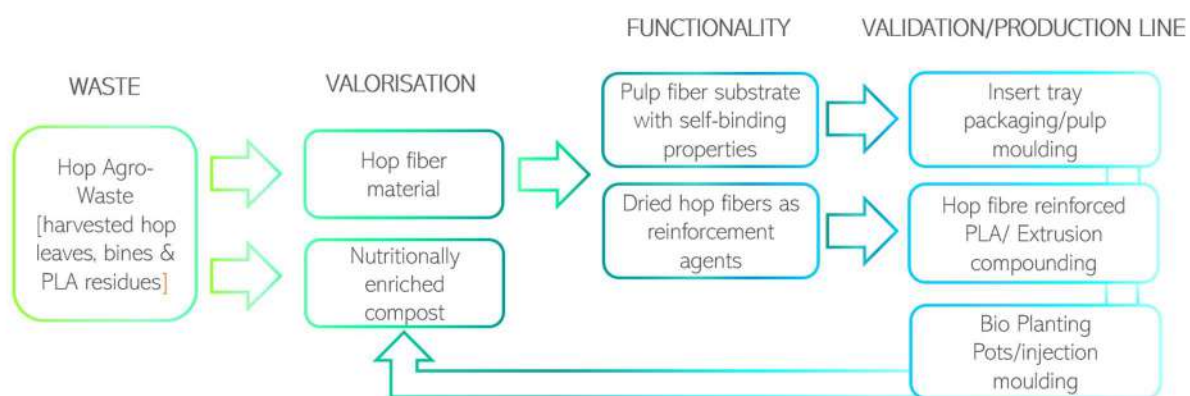 FUNCTIONALITY
VALIDATION/PRODUCTION LINE
WASTE
VALORISATION
Hop Agro-
Waste
[harvested hop
leaves, bines &
PLA residues]
Hop fiber
material
Nutritionally
enriched
compost
Pulp fiber substrate
with self-binding
properties
Dried hop fibers as
reinforcement
agents
Insert tray
packaging/pulp
moulding
Hop fibre reinforced
PLA/ Extrusion
compounding
Bio Planting
Pots/injection
moulding